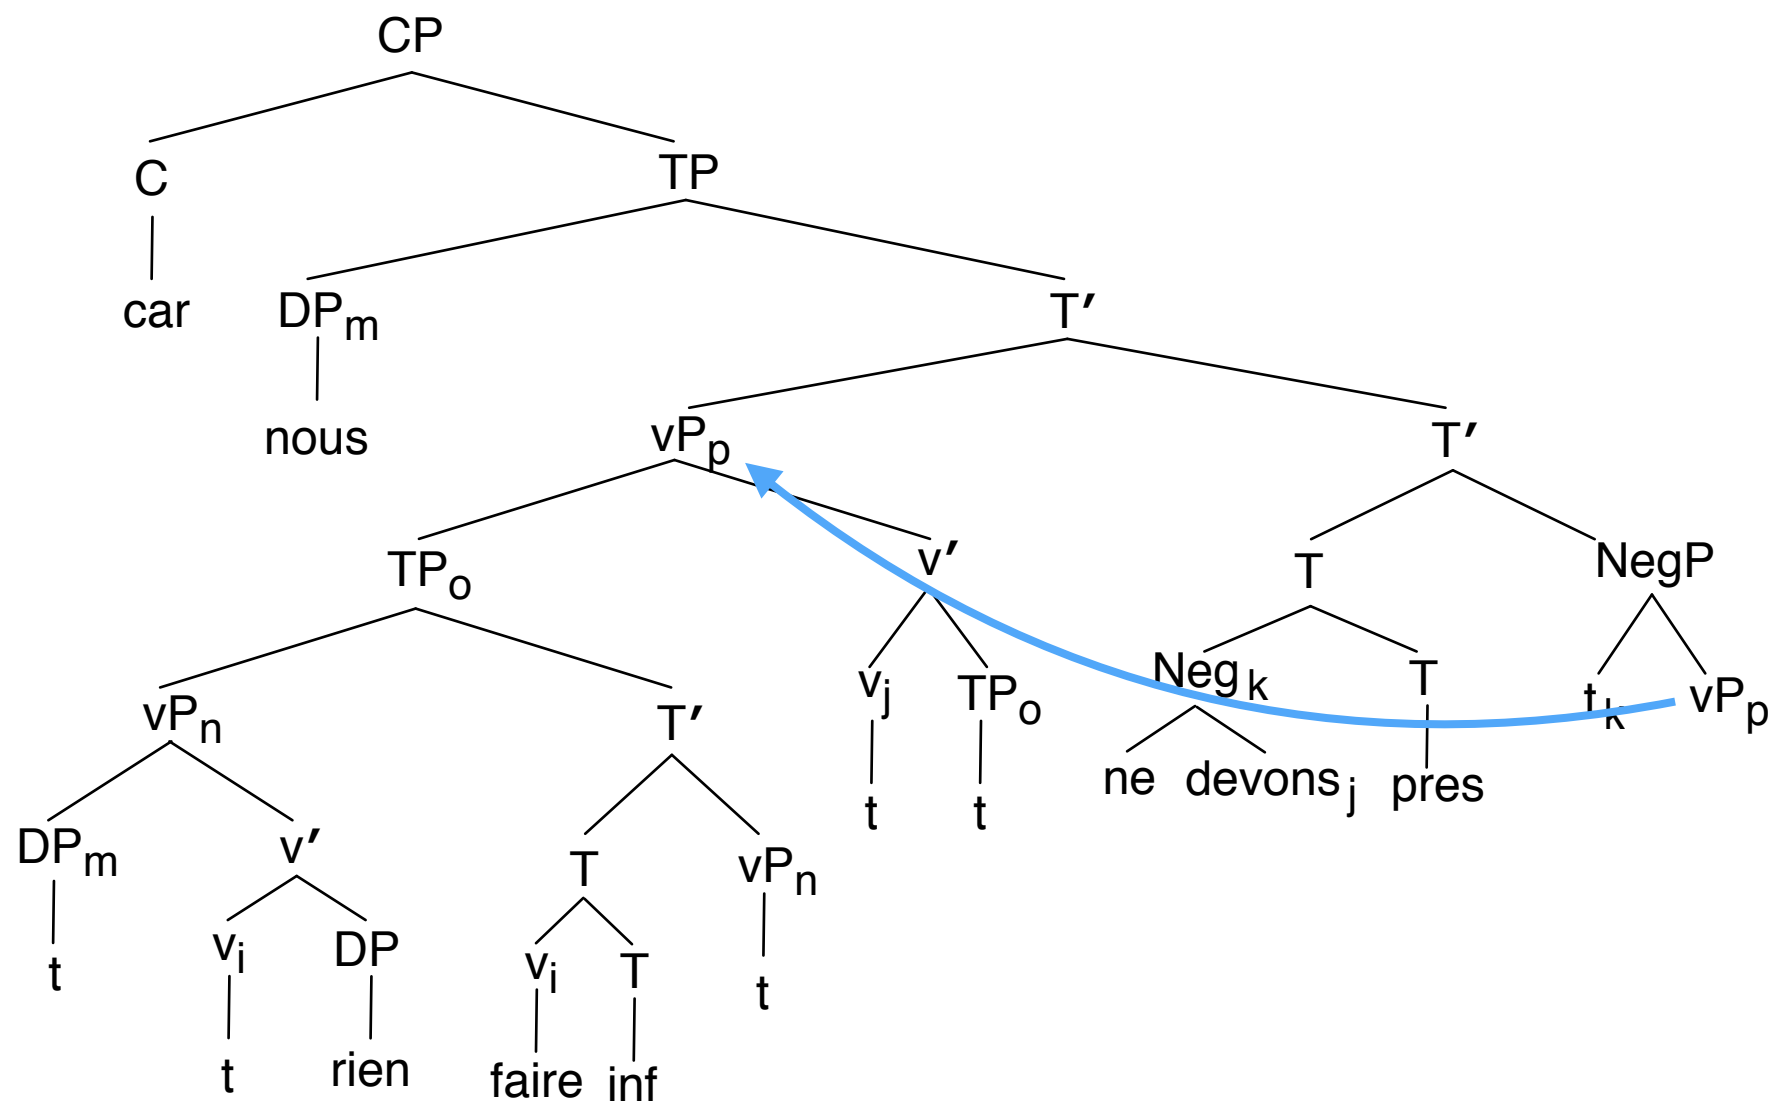 CP
C TP
car DPm T′
nous vPp T′
TPo v′ T NegP
vPn T′ vj TPo Negk T tk vPp
t t ne devonsj pres
DPm v′ T vPn
t vi DP vi T t
t rien faire inf